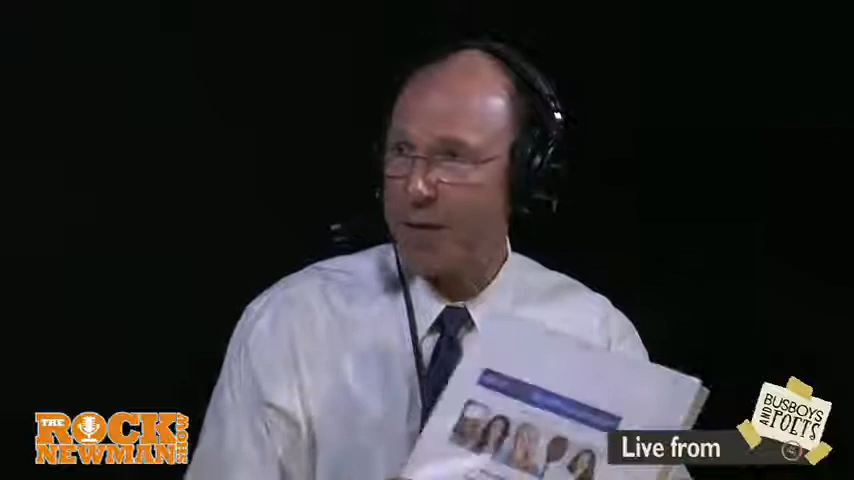 THE
ROCK
NEWMAN
SHOW
Live from
BUSBOYS
AND POETS